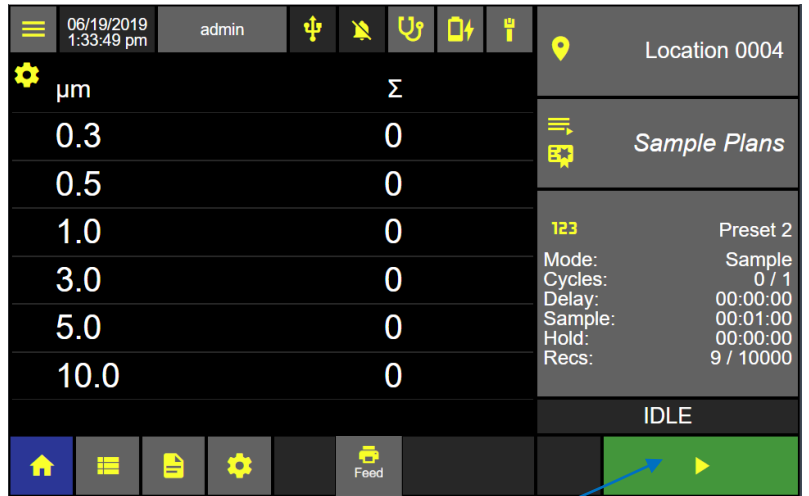 06/19/2019
1:33:49 pm
admin
Location 0004
µm Σ
0.3 0
0.5 0
1.0 0
3.0 0
5.0 0
10.0 0
Sample Plans
123 Preset 2
Mode: Sample
Cycles: 0 / 1
Delay: 00:00:00
Sample: 00:01:00
Hold: 00:00:00
Recs: 9 / 10000
IDLE
Feed